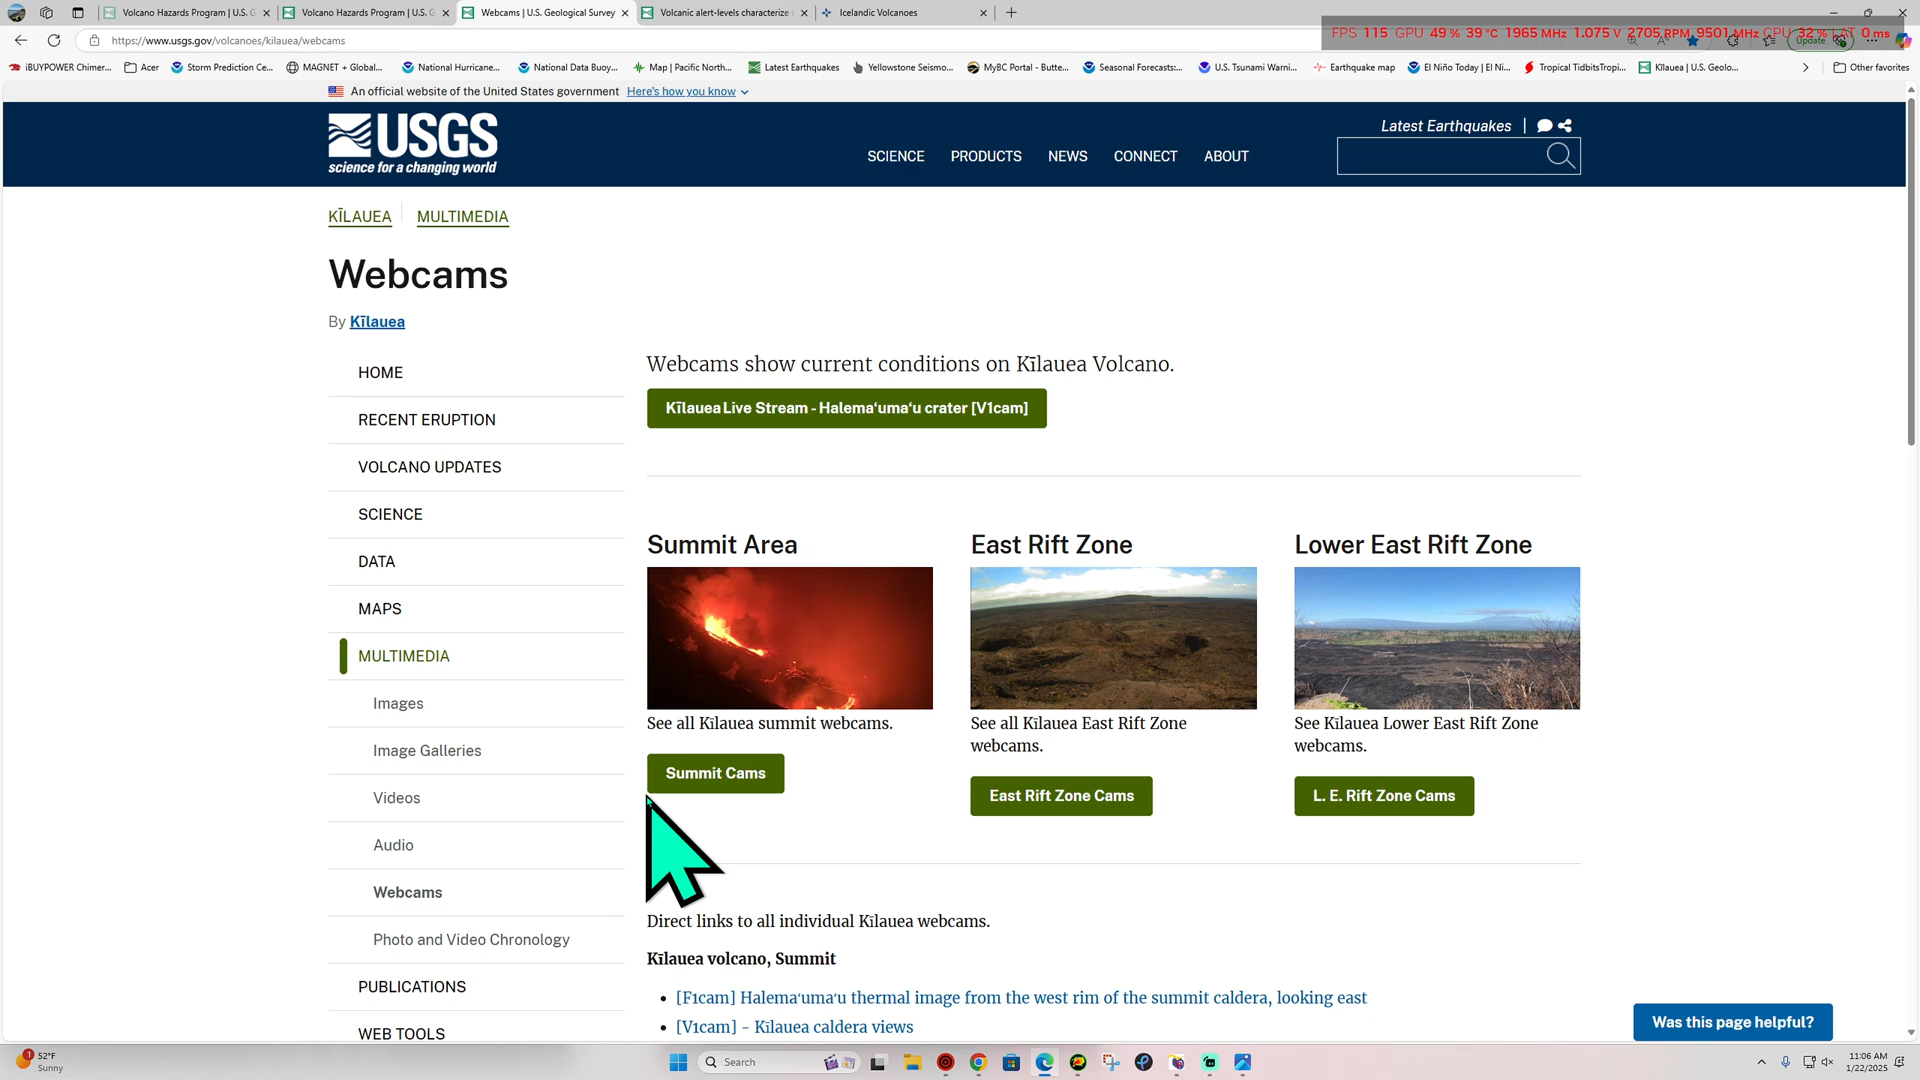 Volcano Hazards Program | U.S. G
Volcano Hazards Program | U.S. G
Webcams | U.S. Geological Survey
Volcanic alert-levels characterize
Icelandic Volcanoes
https://www.usgs.gov/volcanoes/kilauea/webcams
FPS 115 GPU 49 % 39 °C 1965 MHz 1.075 V 2705 RPM 9501 MHz CPU 32 % LAT 0 ms
Update
iBUYPOWER Chimer...
Acer
Storm Prediction Ce...
MAGNET + Global...
National Hurricane...
National Data Buoy...
Map | Pacific North...
Latest Earthquakes
Yellowstone Seismo...
MyBC Portal - Butte...
Seasonal Forecasts:...
U.S. Tsunami Warni...
Earthquake map
El Niño Today | El Ni...
Tropical TidbitsTropi...
Kīlauea | U.S. Geolo...
Other favorites
An official website of the United States government Here's how you know
USGS
science for a changing world
Latest Earthquakes
SCIENCE PRODUCTS NEWS CONNECT ABOUT
KĪLAUEA MULTIMEDIA
Webcams
By Kīlauea
HOME
RECENT ERUPTION
VOLCANO UPDATES
SCIENCE
DATA
MAPS
MULTIMEDIA
Images
Image Galleries
Videos
Audio
Webcams
Photo and Video Chronology
PUBLICATIONS
WEB TOOLS
Webcams show current conditions on Kīlauea Volcano.
Kīlauea Live Stream - Halemaʻumaʻu crater [V1cam]
Summit Area
See all Kīlauea summit webcams.
Summit Cams
East Rift Zone
See all Kīlauea East Rift Zone
webcams.
East Rift Zone Cams
Lower East Rift Zone
See Kīlauea Lower East Rift Zone
webcams.
L. E. Rift Zone Cams
Direct links to all individual Kīlauea webcams.
Kīlauea volcano, Summit
[F1cam] Halemaʻumaʻu thermal image from the west rim of the summit caldera, looking east
[V1cam] - Kīlauea caldera views
Was this page helpful?
1
52°F
Sunny
Search
11:06 AM
1/22/2025